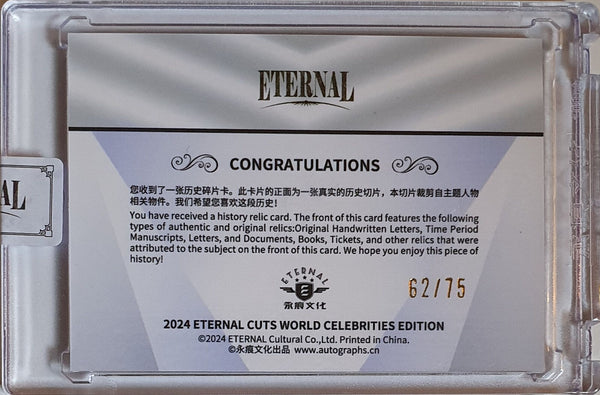 ETERNAL
CONGRATULATIONS
您收到了一张历史碎片卡。此卡片的正面为一张真实的历史切片，本切片裁剪自主题人物
相关物件。我们希望您喜欢这段历史！
You have received a history relic card. The front of this card features the following
types of authentic and original relics:Original Handwritten Letters, Time Period
Manuscripts, Letters, and Documents, Books, Tickets, and other relics that were
attributed to the subject on the front of this card. We hope you enjoy this piece of
history!
AL
ETERNAL
永痕文化
62/75
2024 ETERNAL CUTS WORLD CELEBRITIES EDITION
©2024 ETERNAL Cultural Co.,Ltd. Printed in China.
©永痕文化出品 www.autographs.cn